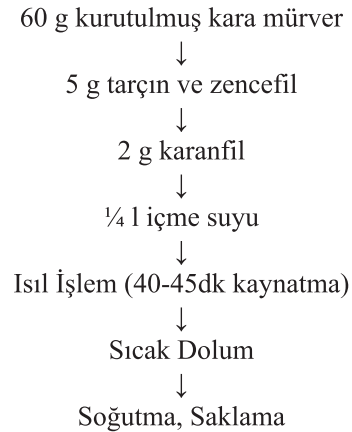 60 g kurutulmuş kara mürver
↓
5 g tarçın ve zencefil
↓
2 g karanfil
↓
¼ l içme suyu
↓
Isıl İşlem (40-45dk kaynatma)
↓
Sıcak Dolum
↓
Soğutma, Saklama